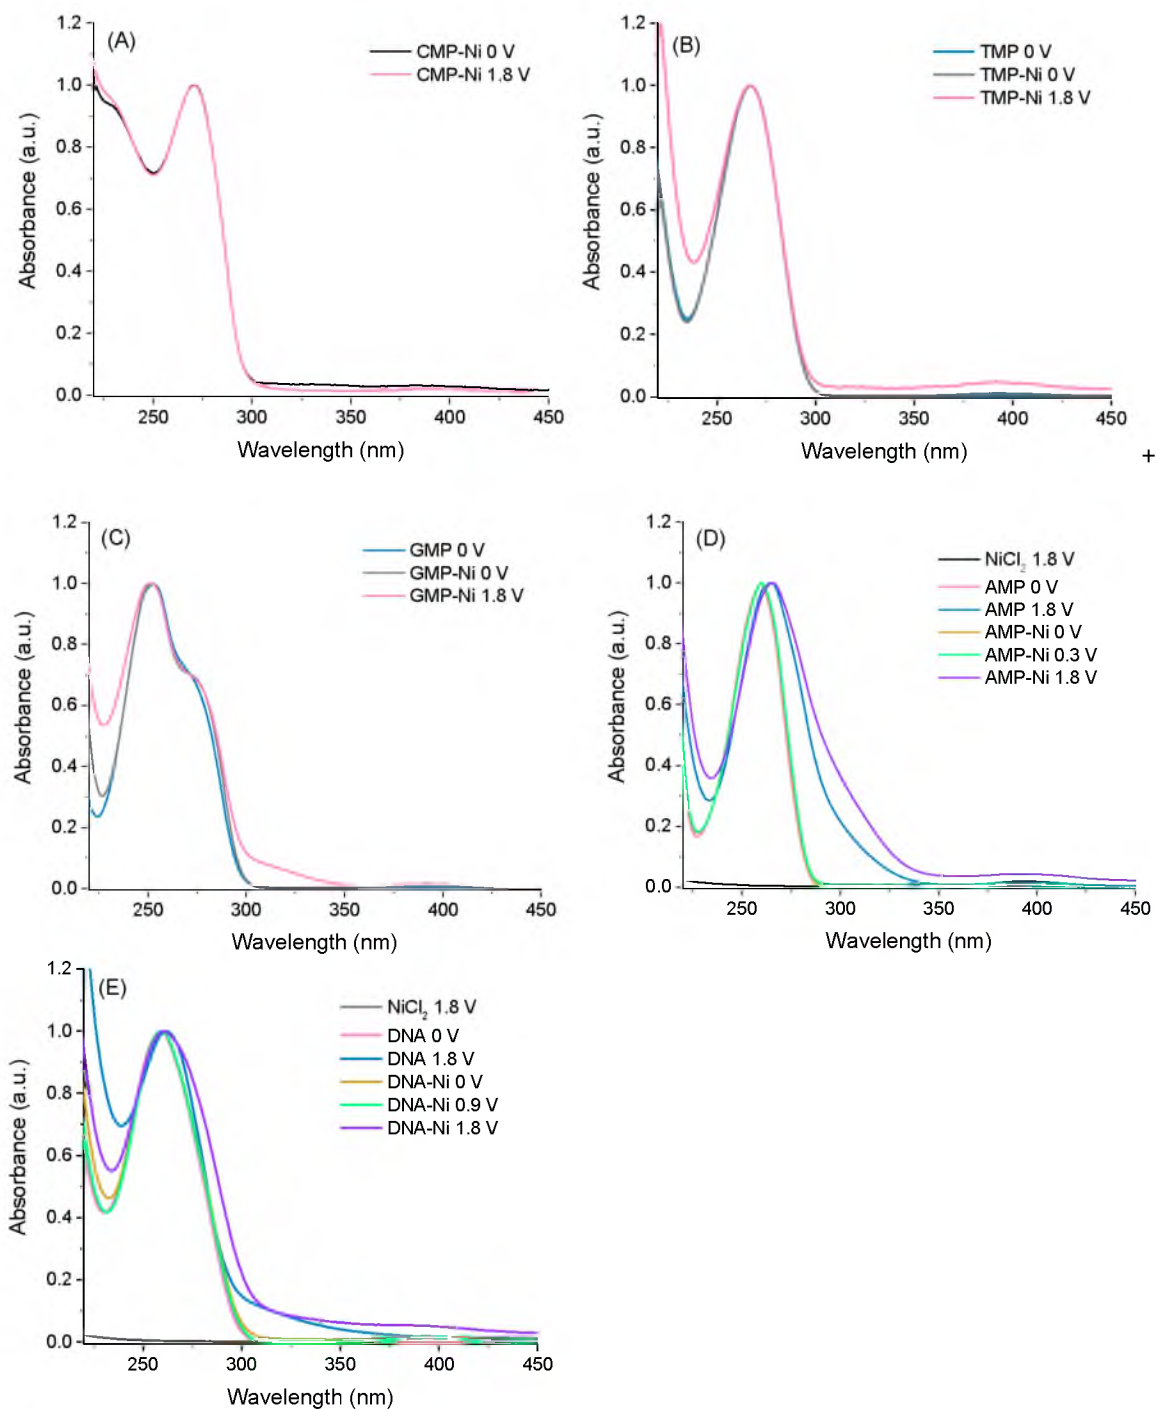 (A)
CMP-Ni 0 V
CMP-Ni 1.8 V
1.2
1.0
0.8
0.6
0.4
0.2
0.0
Absorbance (a.u.)
250 300 350 400 450
Wavelength (nm)
(B)
TMP 0 V
TMP-Ni 0 V
TMP-Ni 1.8 V
1.2
1.0
0.8
0.6
0.4
0.2
0.0
Absorbance (a.u.)
250 300 350 400 450
Wavelength (nm)
+
(C)
GMP 0 V
GMP-Ni 0 V
GMP-Ni 1.8 V
1.2
1.0
0.8
0.6
0.4
0.2
0.0
Absorbance (a.u.)
250 300 350 400 450
Wavelength (nm)
(D)
NiCl₂ 1.8 V
AMP 0 V
AMP 1.8 V
AMP-Ni 0 V
AMP-Ni 0.3 V
AMP-Ni 1.8 V
1.2
1.0
0.8
0.6
0.4
0.2
0.0
Absorbance (a.u.)
250 300 350 400 450
Wavelength (nm)
(E)
NiCl₂ 1.8 V
DNA 0 V
DNA 1.8 V
DNA-Ni 0 V
DNA-Ni 0.9 V
DNA-Ni 1.8 V
1.2
1.0
0.8
0.6
0.4
0.2
0.0
Absorbance (a.u.)
250 300 350 400 450
Wavelength (nm)